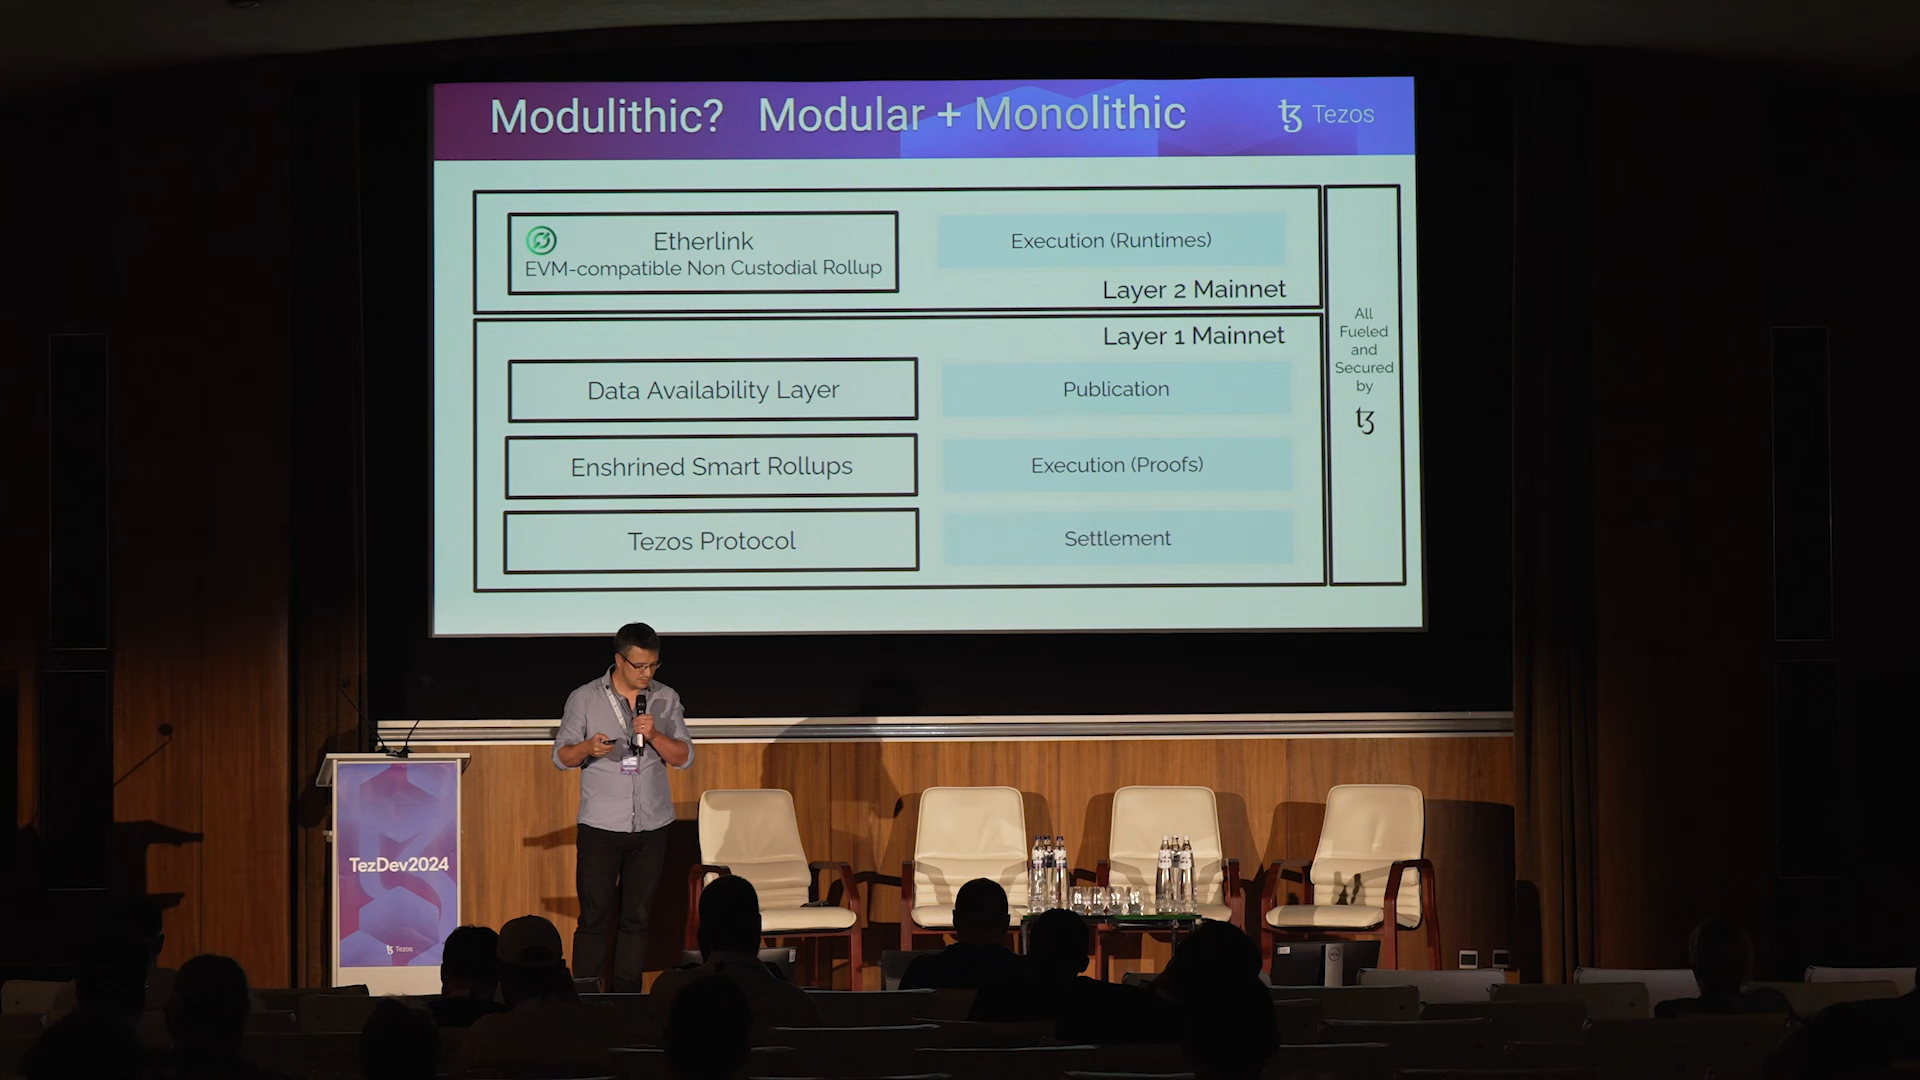 Modulithic? Modular + Monolithic
Tezos
Etherlink
EVM-compatible Non Custodial Rollup
Execution (Runtimes)
Layer 2 Mainnet
Layer 1 Mainnet
Data Availability Layer
Publication
Enshrined Smart Rollups
Execution (Proofs)
Tezos Protocol
Settlement
All
Fueled
and
Secured
by
TezDev2024
Tezos